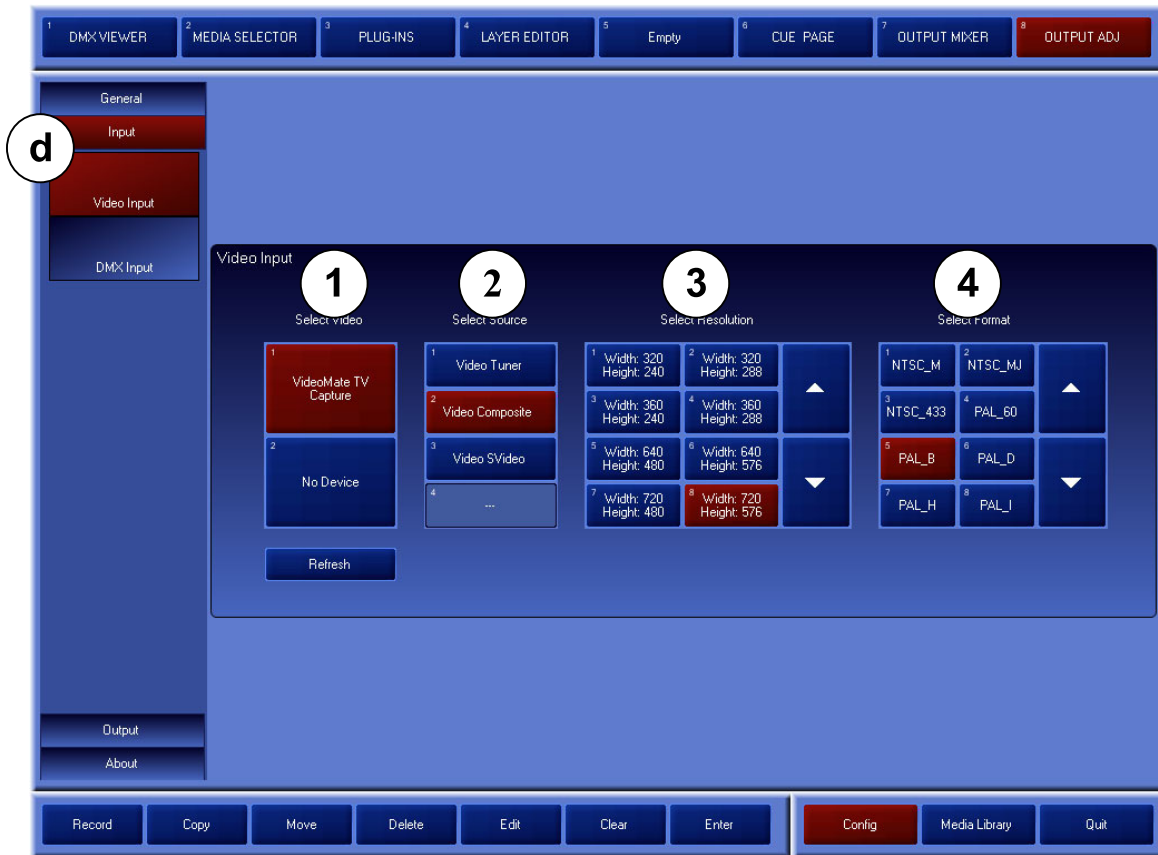 1 DMX VIEWER
2 MEDIA SELECTOR
3 PLUG-INS
4 LAYER EDITOR
5 Empty
6 CUE PAGE
7 OUTPUT MIXER
8 OUTPUT ADJ
General
Input
d
Video Input
DMX Input
Output
About
Video Input
1
Select Video
1 VideoMate TV
Capture
2 No Device
Refresh
2
Select Source
1 Video Tuner
2 Video Composite
3 Video SVideo
4 ...
3
Select Resolution
1 Width: 320
Height: 240
2 Width: 320
Height: 288
3 Width: 360
Height: 240
4 Width: 360
Height: 288
5 Width: 640
Height: 480
6 Width: 640
Height: 576
7 Width: 720
Height: 480
8 Width: 720
Height: 576
4
Select Format
1 NTSC_M
2 NTSC_MJ
3 NTSC_433
4 PAL_60
5 PAL_B
6 PAL_D
7 PAL_H
8 PAL_I
Record
Copy
Move
Delete
Edit
Clear
Enter
Config
Media Library
Quit